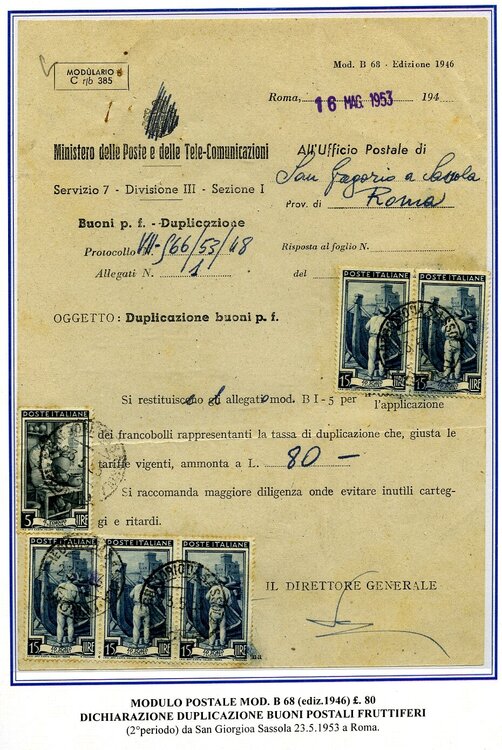 MODULARIO
C r/b 385
Mod. B 68 - Edizione 1946
Roma, 16 MAG. 1953 194
Ministero delle Poste e delle Tele-Comunicazioni
All'Ufficio Postale di
San Gregorio a Sassola
Prov. di Roma
Servizio 7 - Divisione III - Sezione I
Buoni p. f. - Duplicazione
Protocollo VII-566/53/48
Risposta al foglio N.
Allegati N. 1
del
OGGETTO: Duplicazione buoni p. f.
POSTE ITALIANE
15 LIRE
POSTE ITALIANE
15 LIRE
Si restituiscono gli allegati mod. B I-5 per l'applicazione
dei francobolli rappresentanti la tassa di duplicazione che, giusta le
tariffe vigenti, ammonta a L. 80 -
Si raccomanda maggiore diligenza onde evitare inutili carteg-
gi e ritardi.
POSTE ITALIANE
5 LIRE
POSTE ITALIANE
15 LIRE
POSTE ITALIANE
15 LIRE
POSTE ITALIANE
15 LIRE
IL DIRETTORE GENERALE
MODULO POSTALE MOD. B 68 (ediz.1946) £. 80
DICHIARAZIONE DUPLICAZIONE BUONI POSTALI FRUTTIFERI
(2°periodo) da San Giorgioa Sassola 23.5.1953 a Roma.